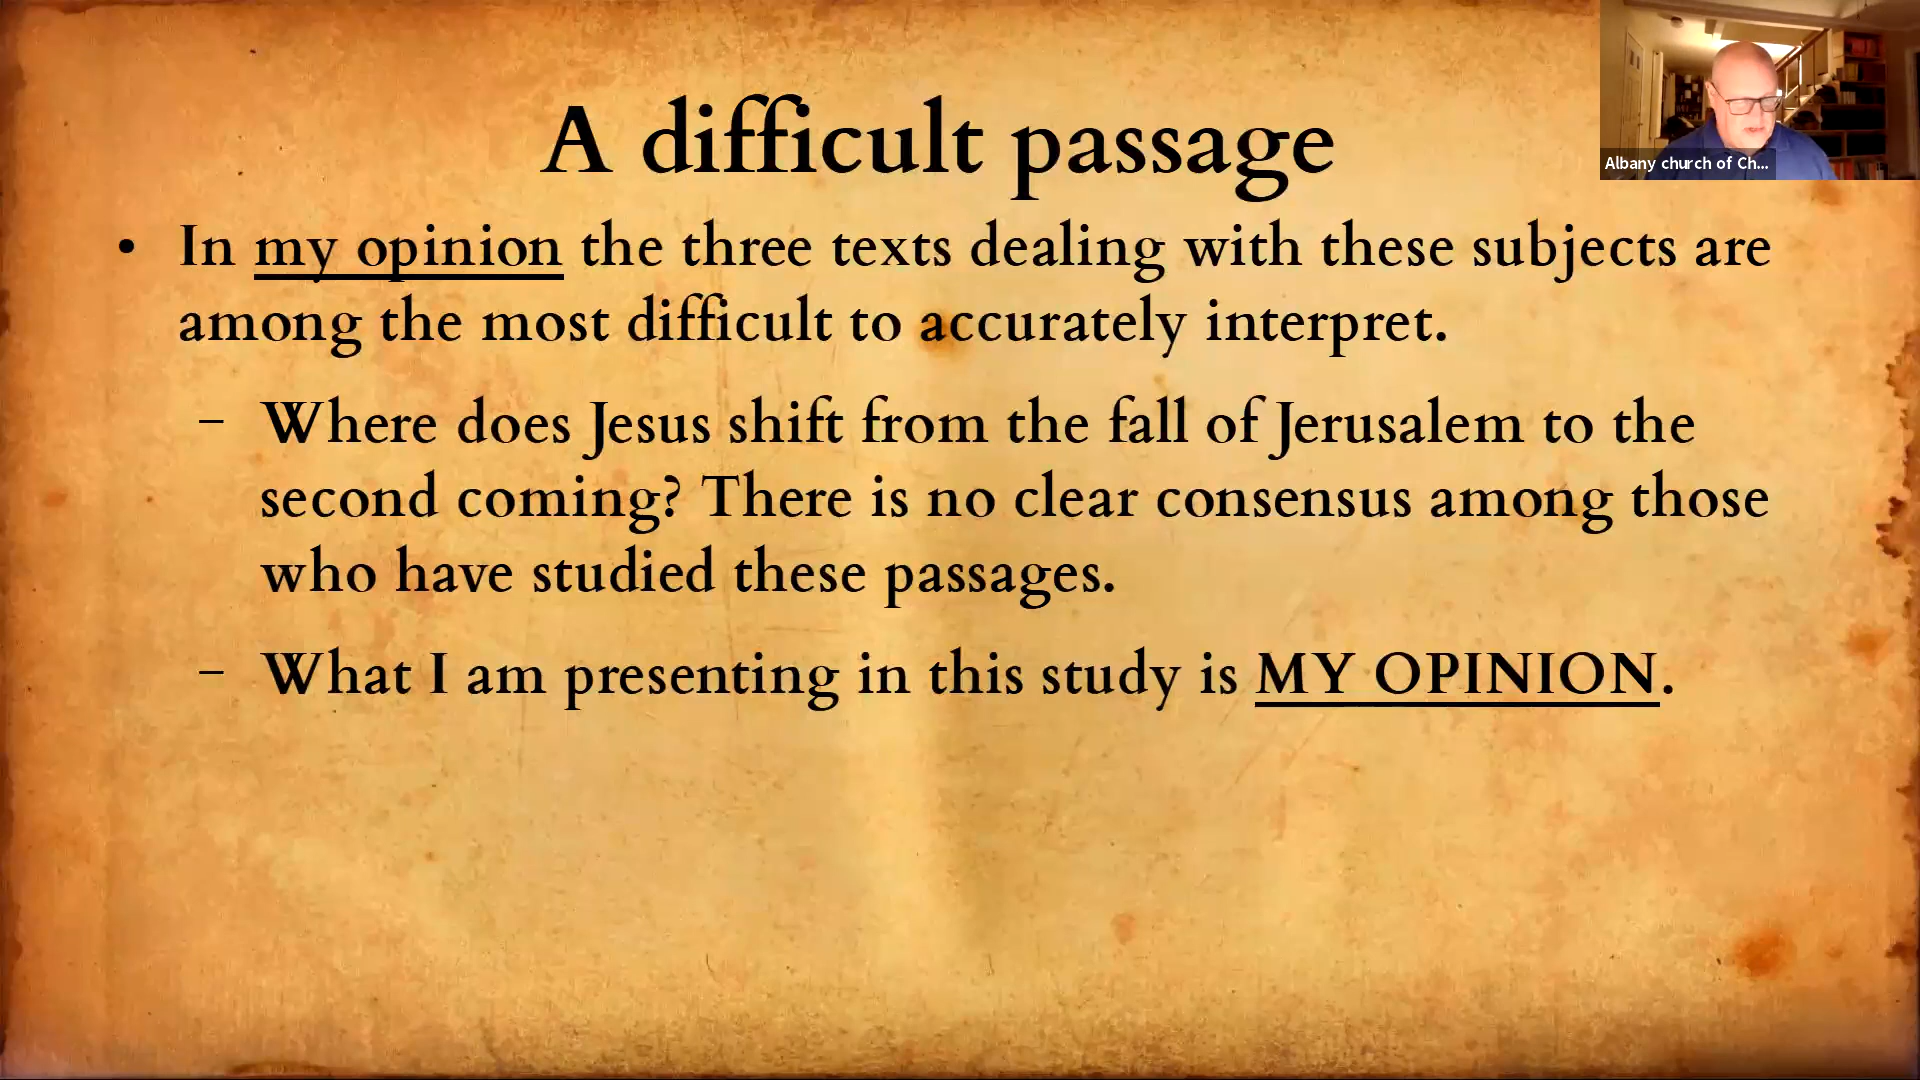 A difficult passage
Albany church of Ch...
• In my opinion the three texts dealing with these subjects are
among the most difficult to accurately interpret.
– Where does Jesus shift from the fall of Jerusalem to the
second coming? There is no clear consensus among those
who have studied these passages.
– What I am presenting in this study is MY OPINION.